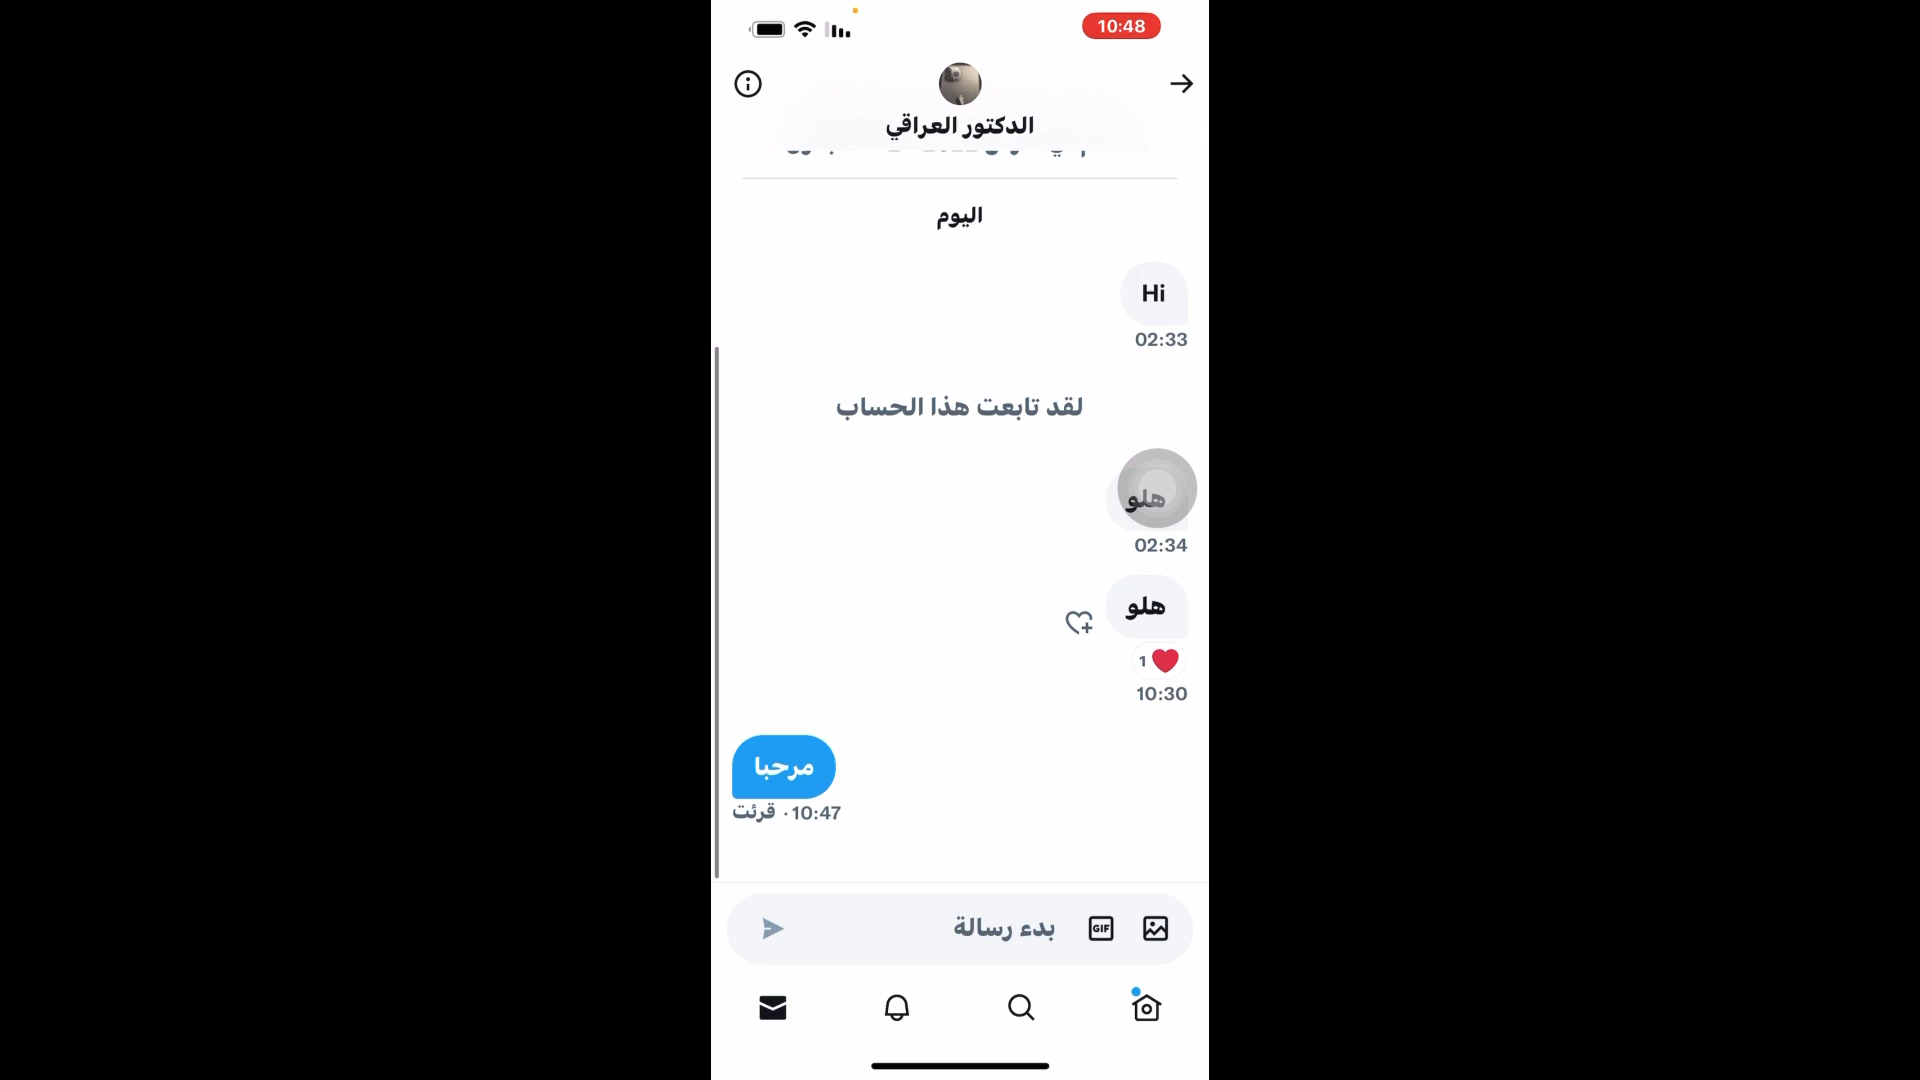 10:48
الدكتور العراقي
اليوم
Hi
02:33
لقد تابعت هذا الحساب
هلو
02:34
هلو
1
10:30
مرحبا
10:47 · قرئت
بدء رسالة
GIF